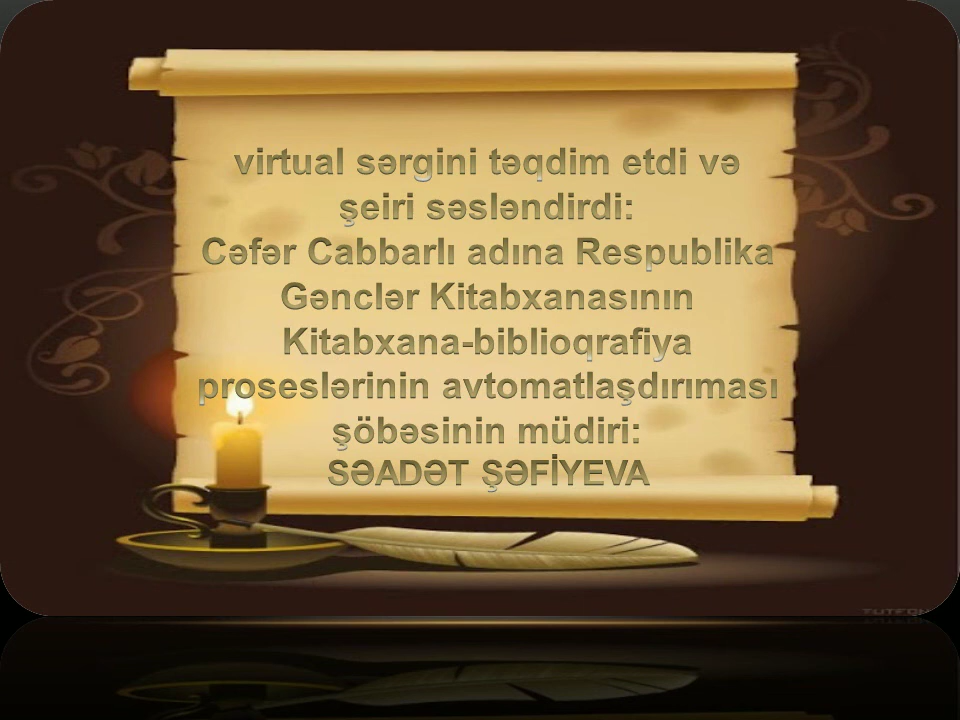 virtual sərgini təqdim etdi və
şeiri səsləndirdi:
Cəfər Cabbarlı adına Respublika
Gənclər Kitabxanasının
Kitabxana-biblioqrafiya
proseslərinin avtomatlaşdırıması
şöbəsinin müdiri:
SƏADƏT ŞƏFİYEVA